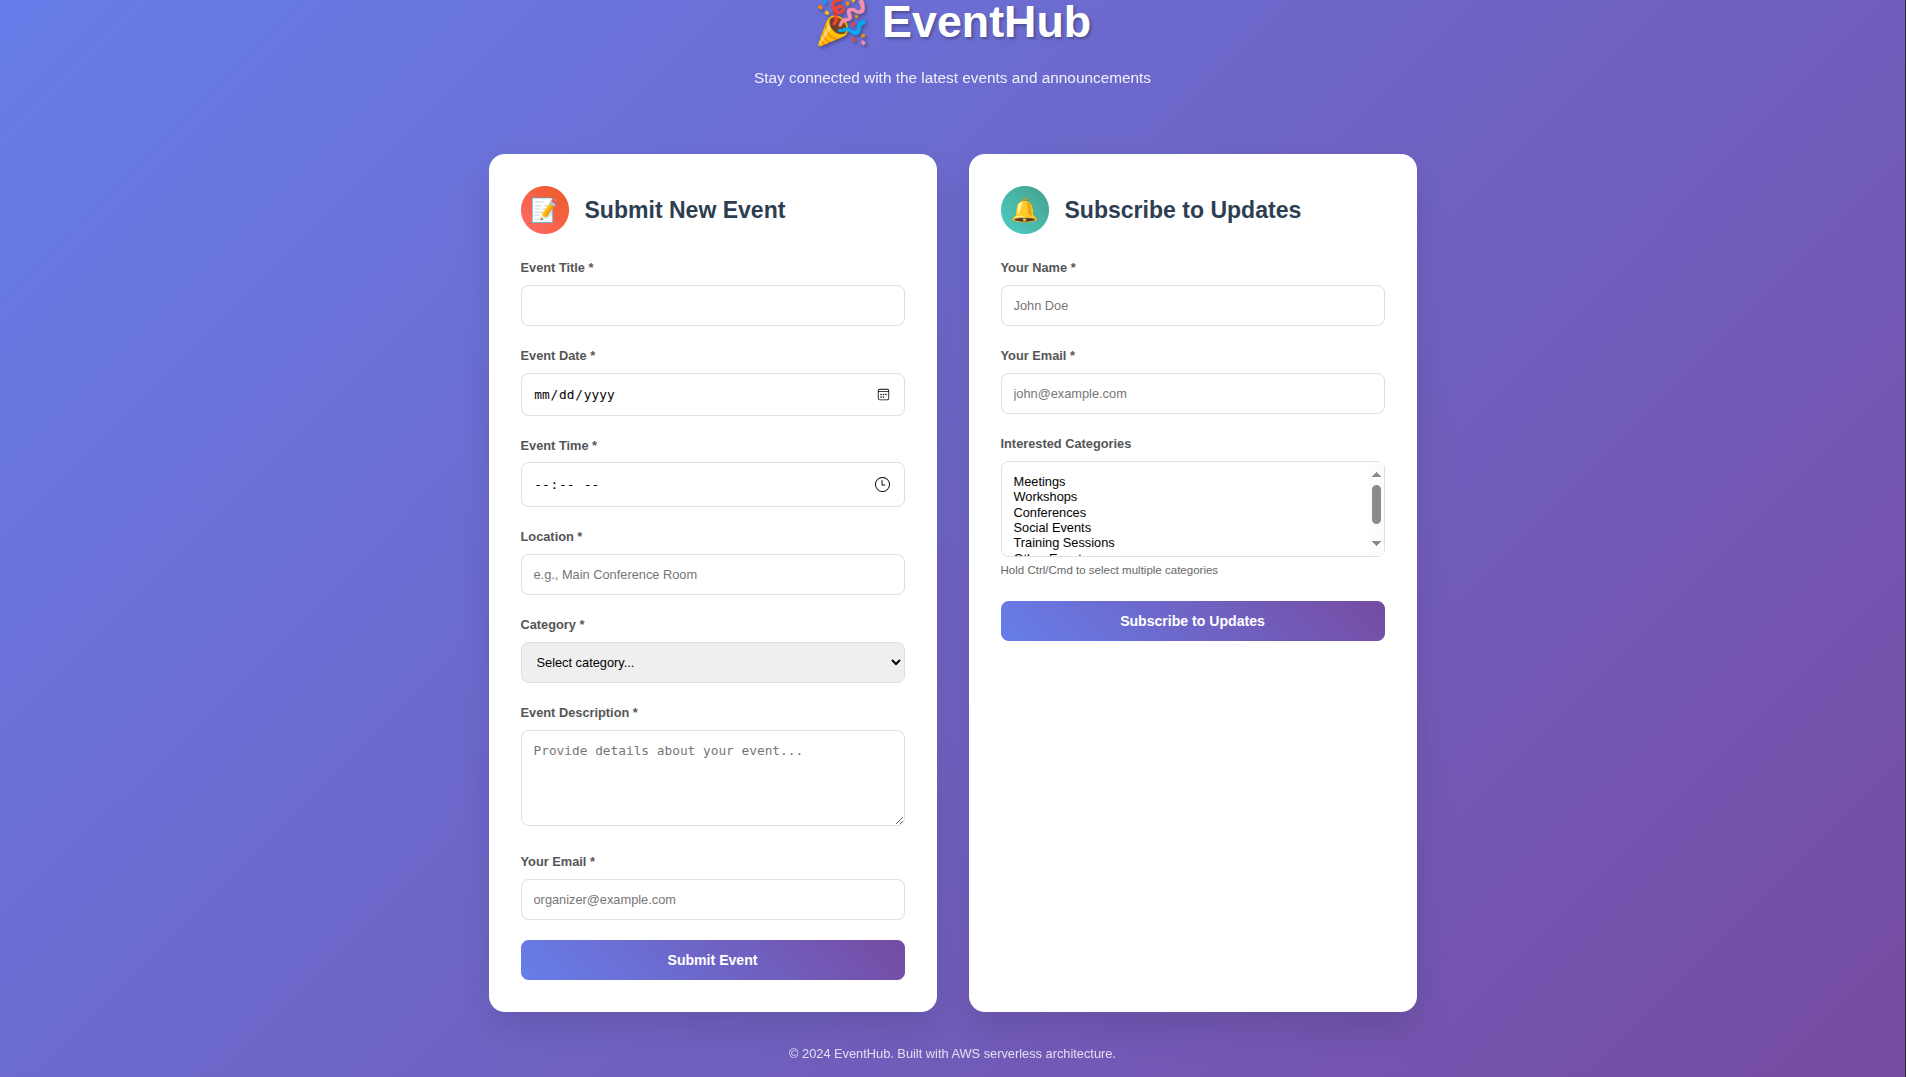 EventHub
Stay connected with the latest events and announcements
Submit New Event
Event Title *
Event Date *
mm/dd/yyyy
Event Time *
--:-- --
Location *
e.g., Main Conference Room
Category *
Select category...
Event Description *
Provide details about your event...
Your Email *
organizer@example.com
Submit Event
Subscribe to Updates
Your Name *
John Doe
Your Email *
john@example.com
Interested Categories
Meetings
Workshops
Conferences
Social Events
Training Sessions
Hold Ctrl/Cmd to select multiple categories
Subscribe to Updates
© 2024 EventHub. Built with AWS serverless architecture.